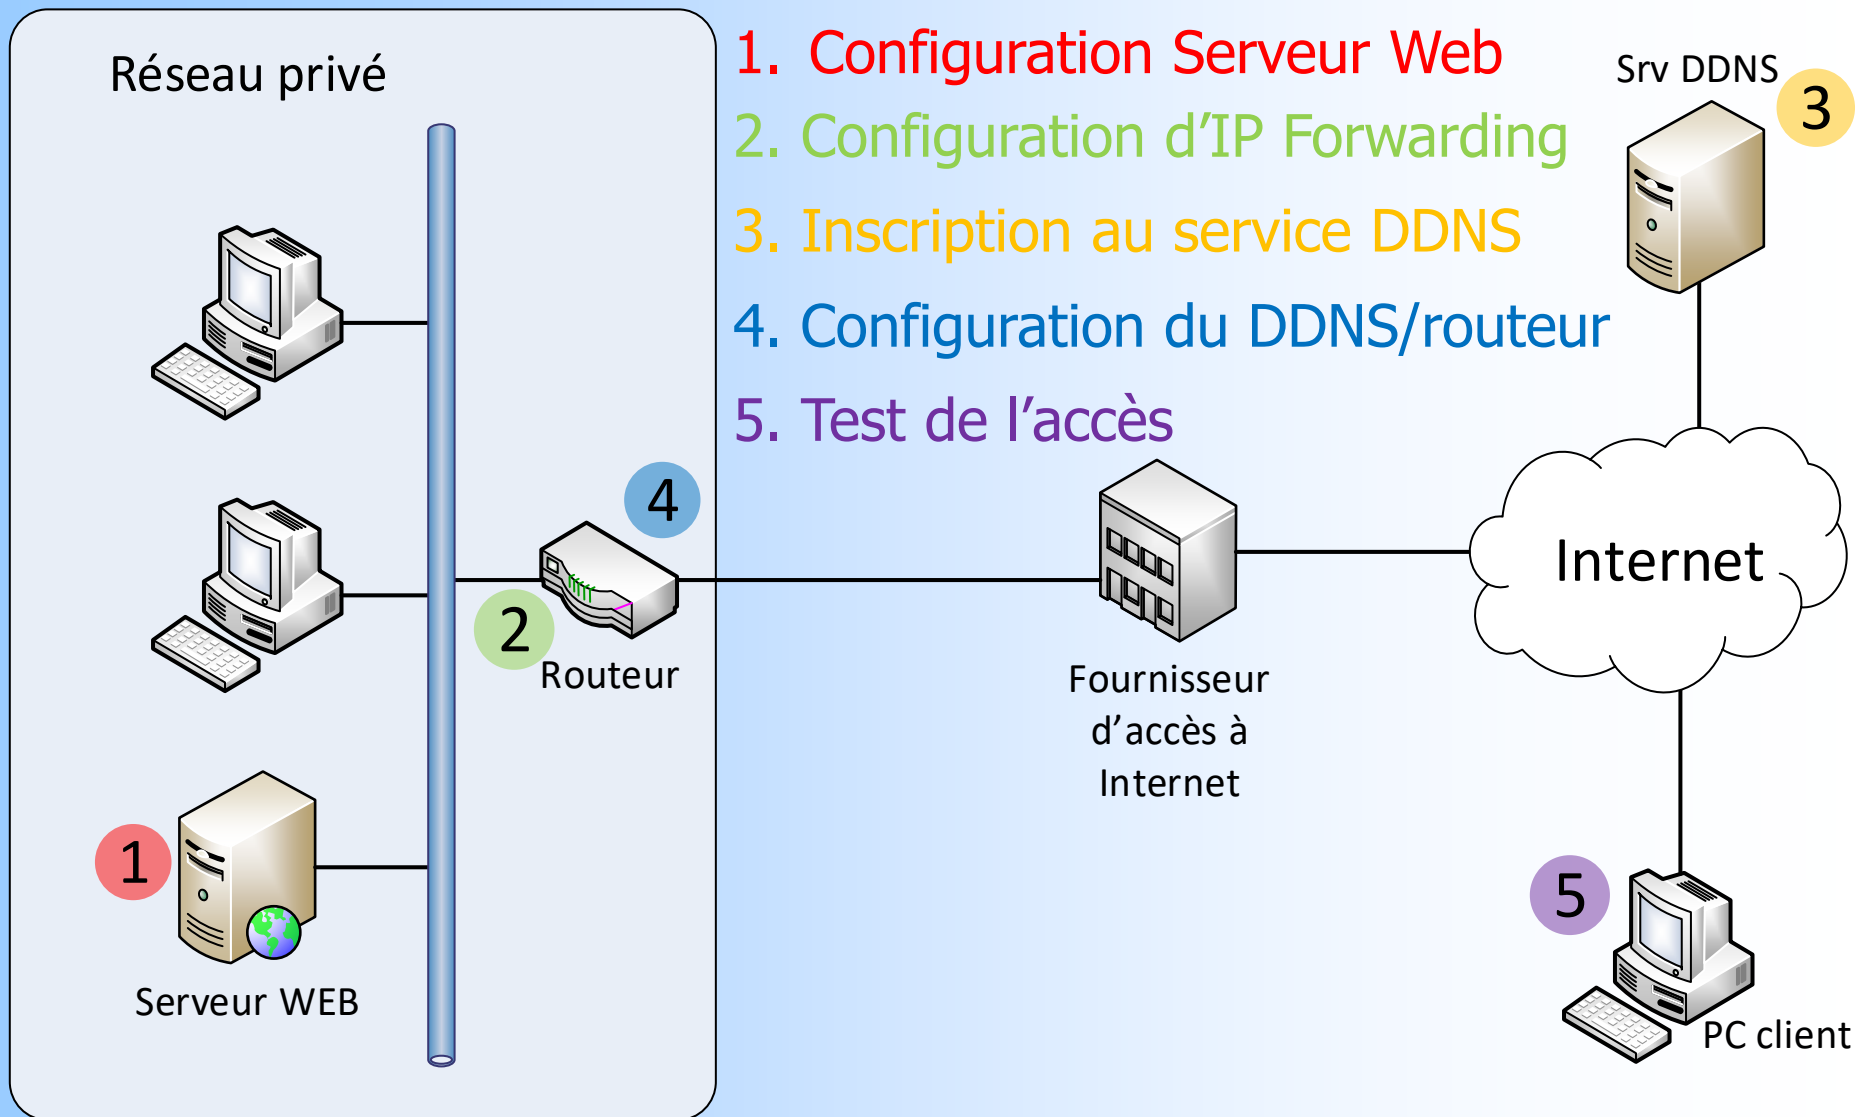 Réseau privé
1. Configuration Serveur Web
2. Configuration d’IP Forwarding
3. Inscription au service DDNS
4. Configuration du DDNS/routeur
5. Test de l’accès
Srv DDNS
3
4
2
Routeur
Fournisseur
d’accès à
Internet
Internet
1
Serveur WEB
5
PC client